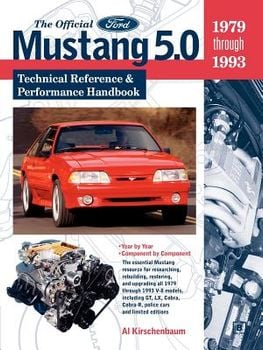 The Official Ford
Mustang 5.0
1979
through
1993
Technical Reference &
Performance Handbook
• Year by Year
• Component by Component
The essential Mustang
resource for researching,
rebuilding, restoring,
and upgrading all 1979
through 1993 V-8 models,
including GT, LX, Cobra,
Cobra-R, police cars
and limited editions
Al Kirschenbaum
B